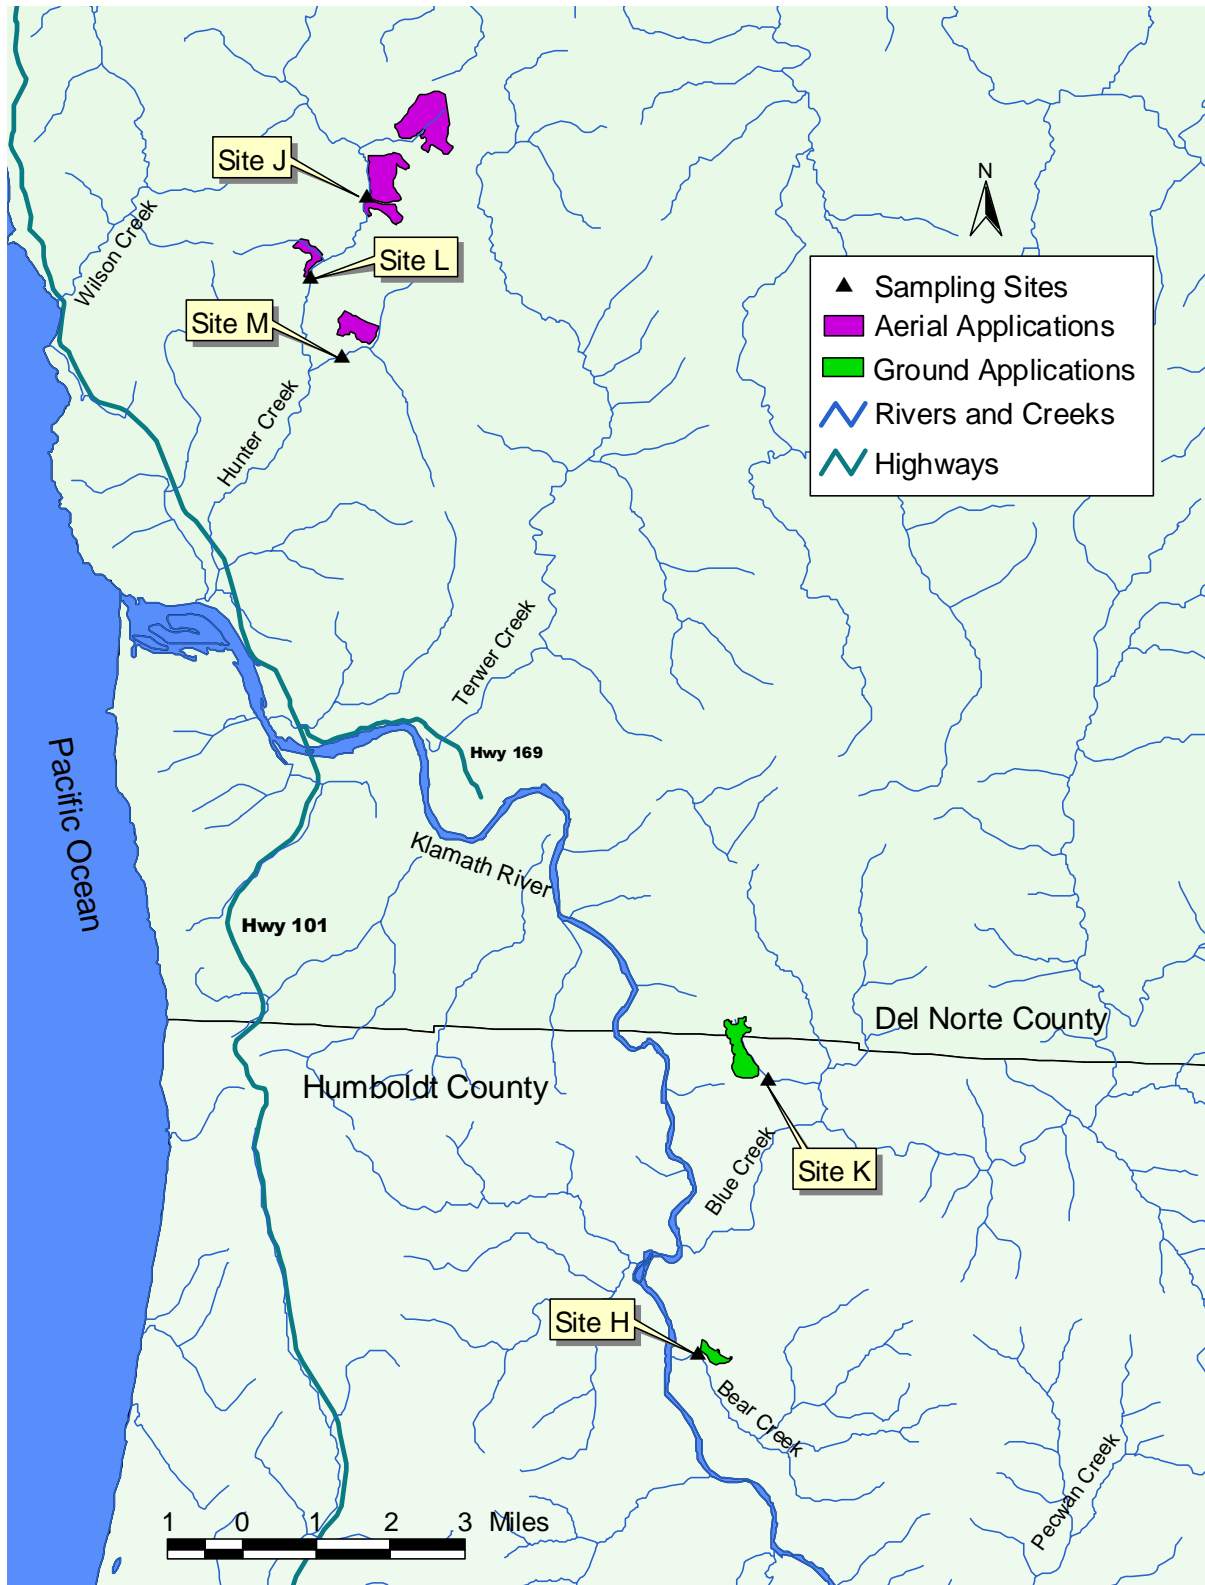 Site J
N
Wilson Creek
Site L
Sampling Sites
Site M
Aerial Applications
Ground Applications
Rivers and Creeks
Hunter Creek
Highways
Terwer Creek
Hwy 169
Pacific Ocean
Klamath River
Hwy 101
Del Norte County
Humboldt County
Blue Creek
Site K
Site H
Bear Creek
Pecwan Creek
1 0 1 2 3 Miles